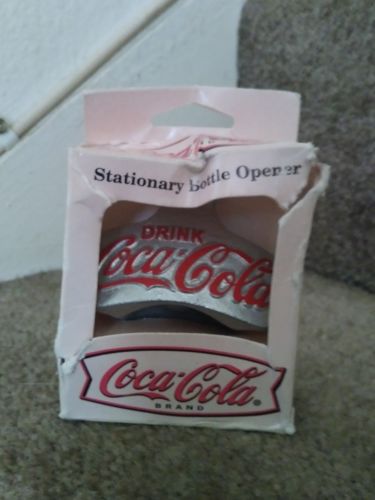 Stationary Bottle Opener
DRINK
Coca-Cola
Coca-Cola®
BRAND